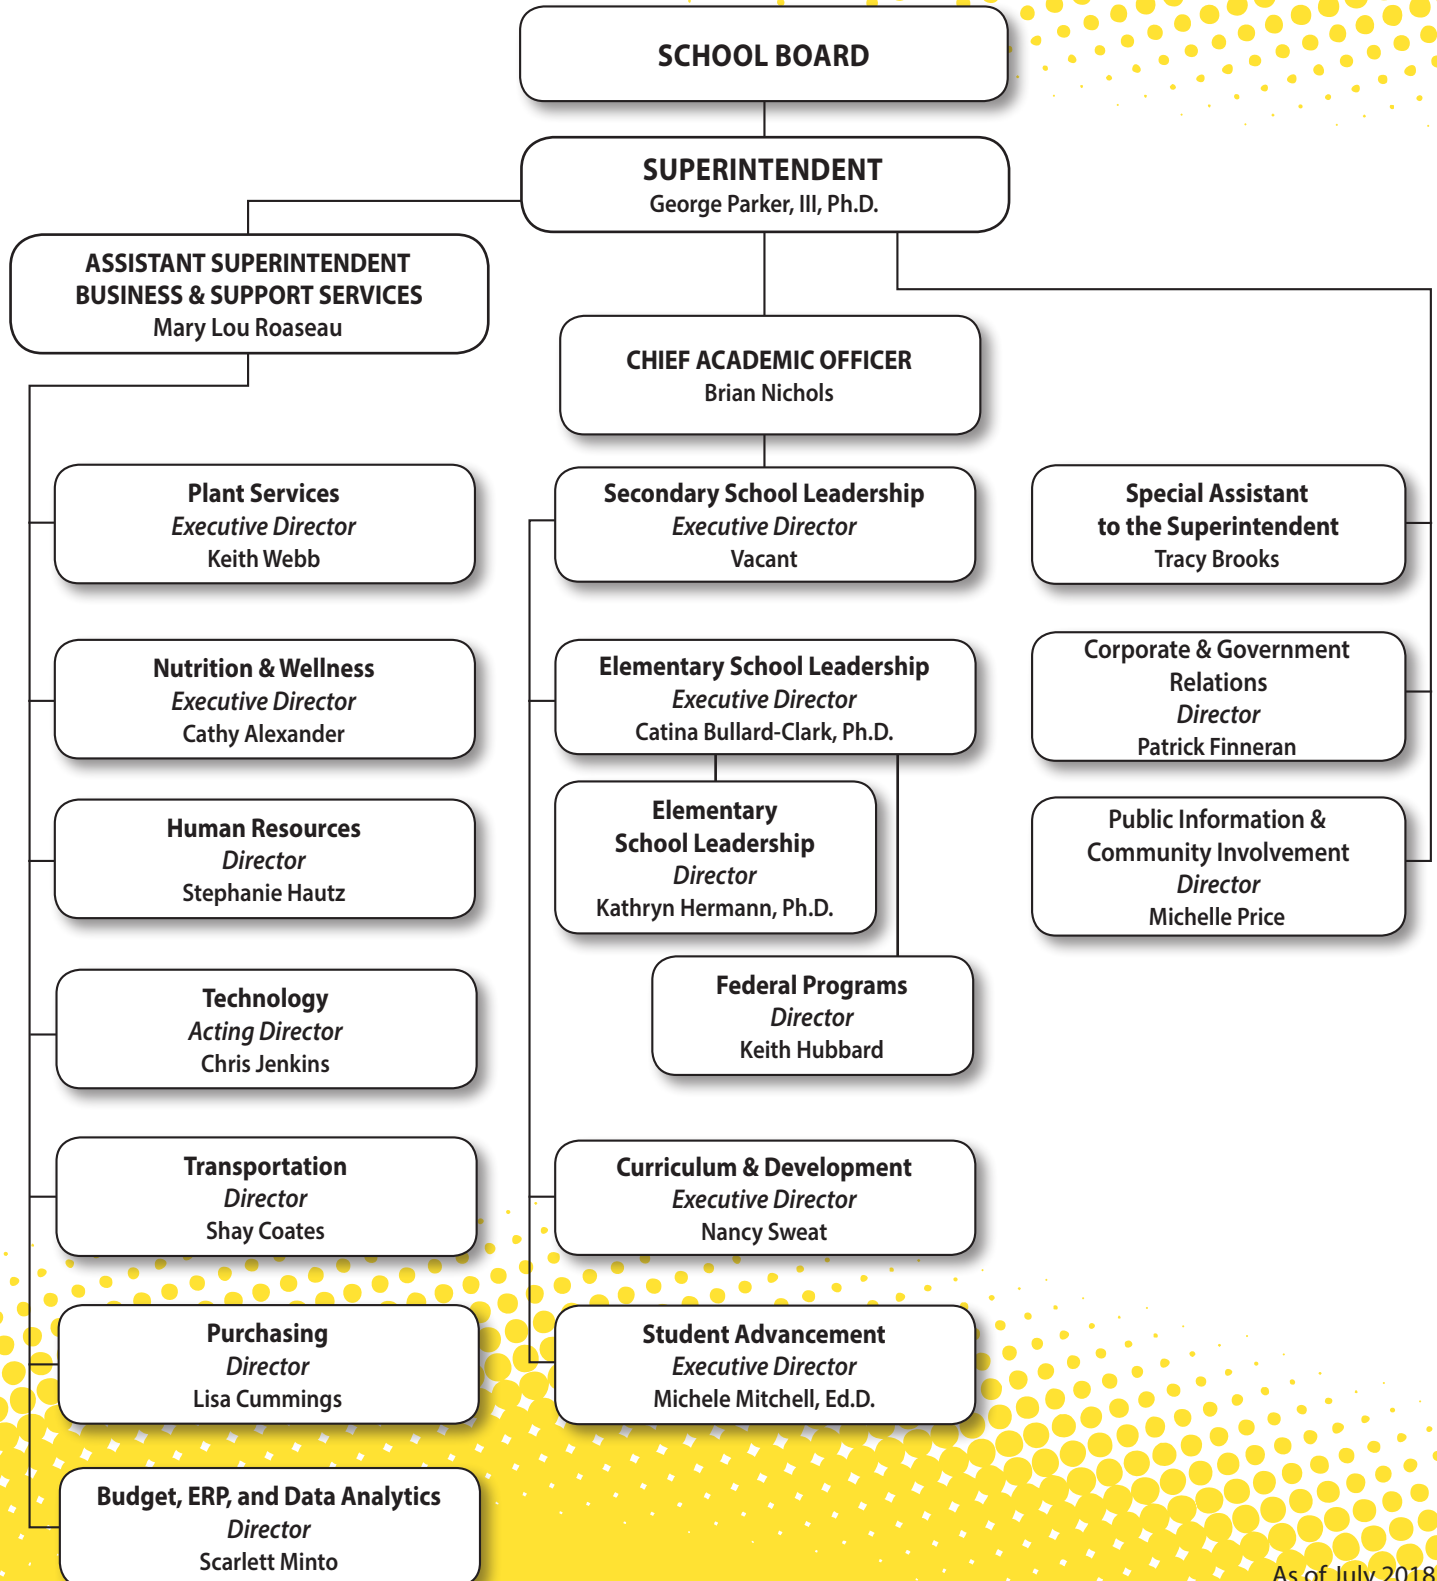 SCHOOL BOARD
SUPERINTENDENT
George Parker, III, Ph.D.
ASSISTANT SUPERINTENDENT
BUSINESS & SUPPORT SERVICES
Mary Lou Roaseau
CHIEF ACADEMIC OFFICER
Brian Nichols
Plant Services
Executive Director
Keith Webb
Nutrition & Wellness
Executive Director
Cathy Alexander
Human Resources
Director
Stephanie Hautz
Technology
Acting Director
Chris Jenkins
Transportation
Director
Shay Coates
Purchasing
Director
Lisa Cummings
Budget, ERP, and Data Analytics
Director
Scarlett Minto
Secondary School Leadership
Executive Director
Vacant
Elementary School Leadership
Executive Director
Catina Bullard-Clark, Ph.D.
Elementary
School Leadership
Director
Kathryn Hermann, Ph.D.
Federal Programs
Director
Keith Hubbard
Curriculum & Development
Executive Director
Nancy Sweat
Student Advancement
Executive Director
Michele Mitchell, Ed.D.
Special Assistant
to the Superintendent
Tracy Brooks
Corporate & Government
Relations
Director
Patrick Finneran
Public Information &
Community Involvement
Director
Michelle Price
As of July 2018